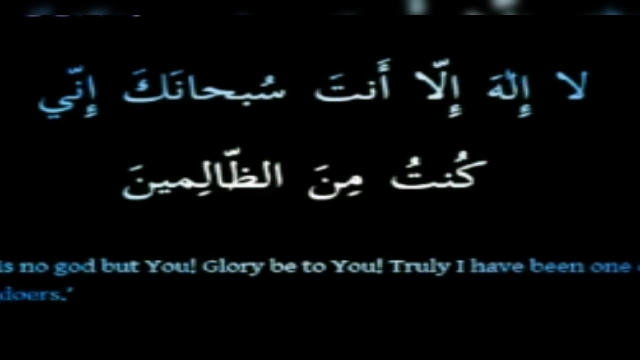 لا إِلٰهَ إِلّا أَنتَ سُبحانَكَ إِنّي
كُنتُ مِنَ الظّالِمينَ
is no god but You! Glory be to You! Truly I have been one
doers.'